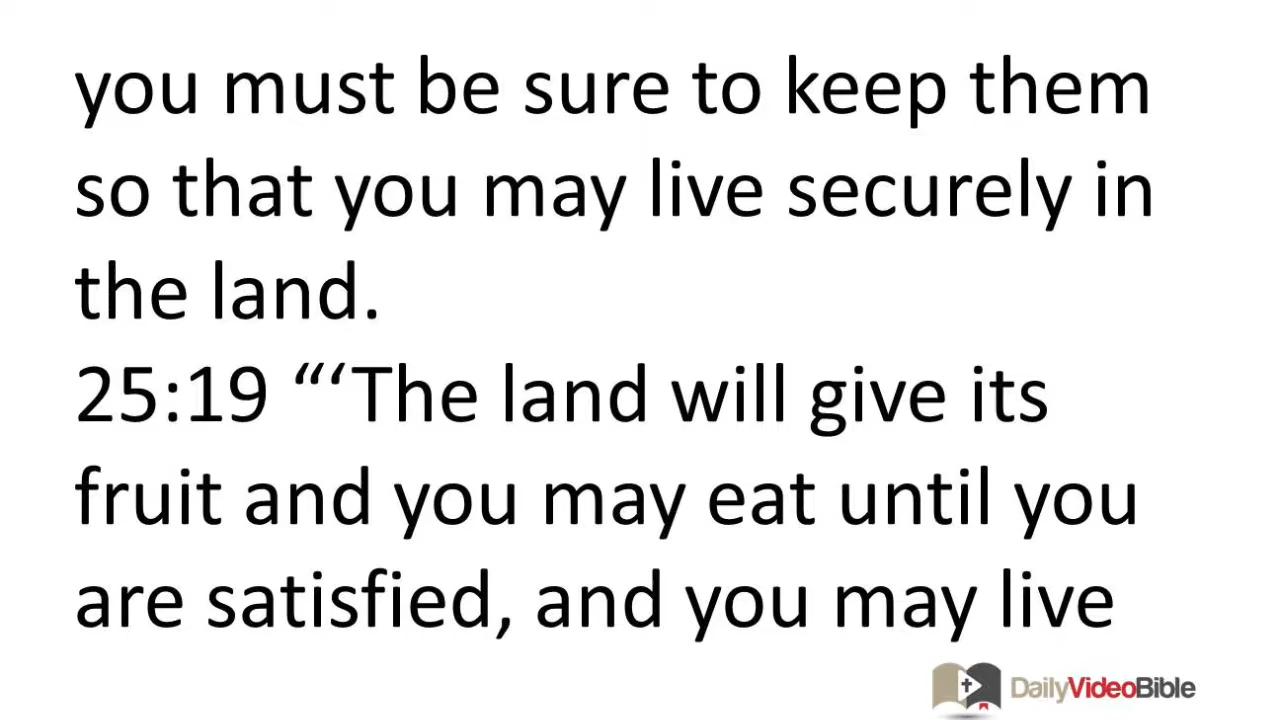 you must be sure to keep them
so that you may live securely in
the land.
25:19 “‘The land will give its
fruit and you may eat until you
are satisfied, and you may live
DailyVideoBible